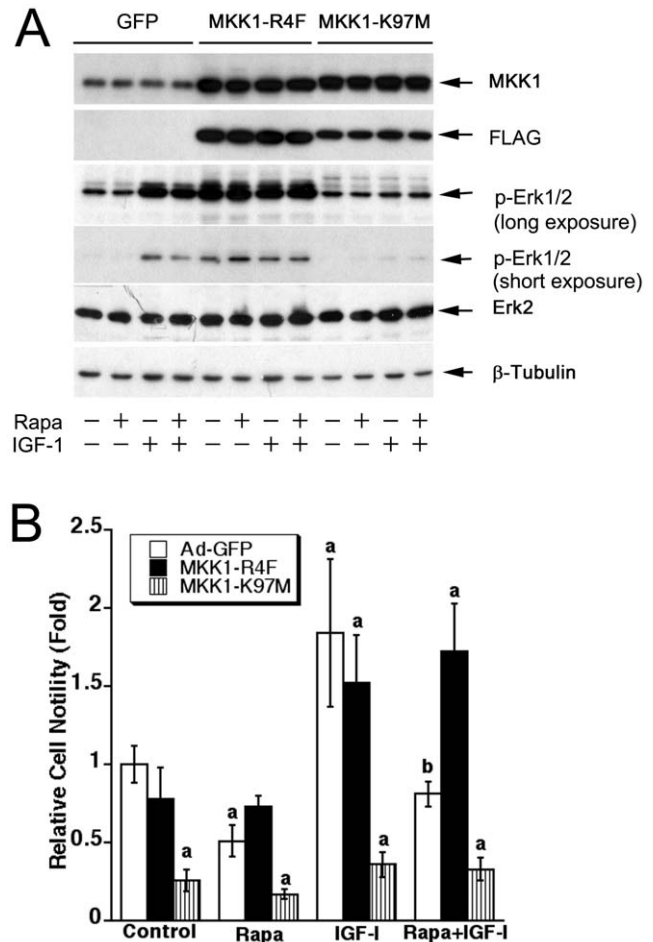 A
GFP MKK1-R4F MKK1-K97M
MKK1
FLAG
p-Erk1/2
(long exposure)
p-Erk1/2
(short exposure)
Erk2
β-Tubulin
Rapa – + – + – + – + – + – +
IGF-1 – – + + – – + + – – + +
B
Relative Cell Notility (Fold)
2.5
2
1.5
1
0.5
0
Ad-GFP
MKK1-R4F
MKK1-K97M
a
a
a
a
a
a
a
b
a
a
Control Rapa IGF-I Rapa+IGF-I